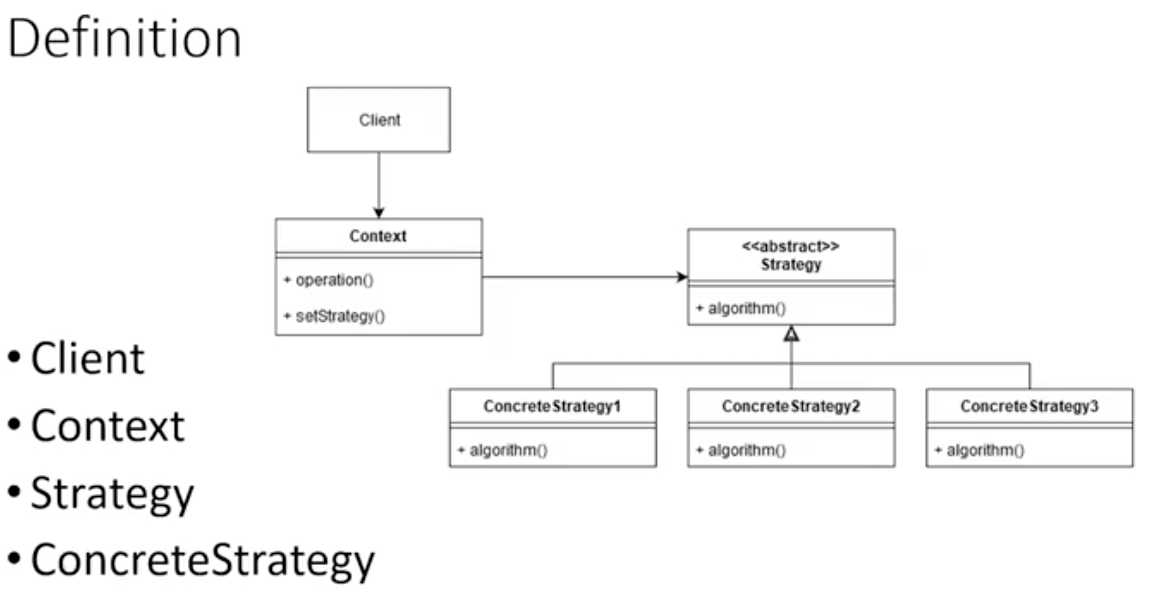 Definition
Client
Context
+ operation()
+ setStrategy()
<<abstract>>
Strategy
+ algorithm()
ConcreteStrategy1
+ algorithm()
ConcreteStrategy2
+ algorithm()
ConcreteStrategy3
+ algorithm()
• Client
• Context
• Strategy
• ConcreteStrategy